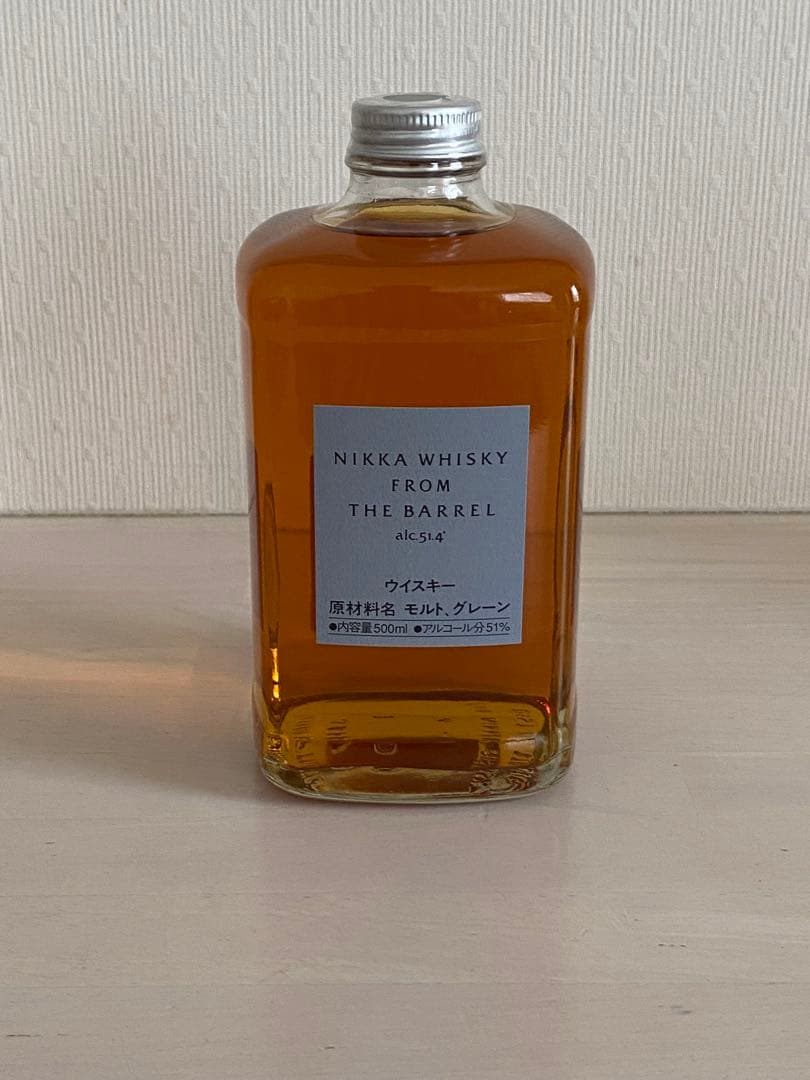 NIKKA WHISKY
FROM
THE BARREL
alc.51.4°
ウイスキー
原材料名 モルト、グレーン
●内容量500ml ●アルコール分51%